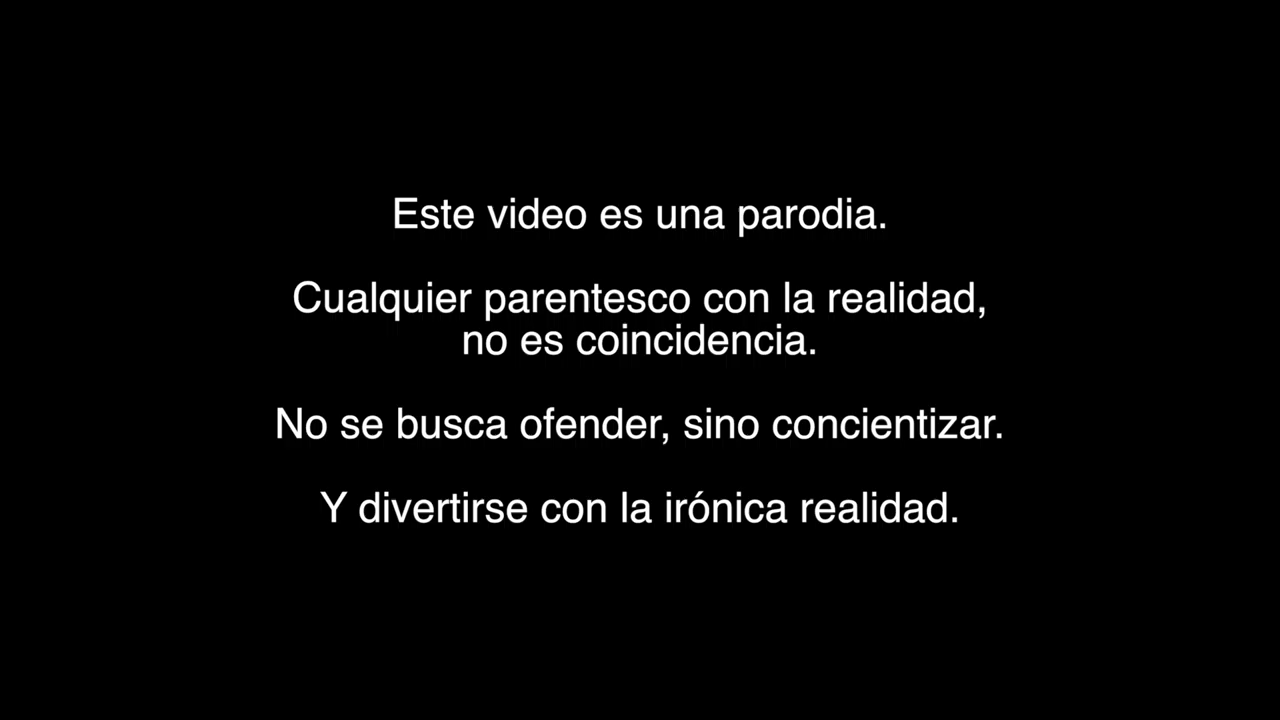 Este video es una parodia.
Cualquier parentesco con la realidad,
no es coincidencia.
No se busca ofender, sino concientizar.
Y divertirse con la irónica realidad.